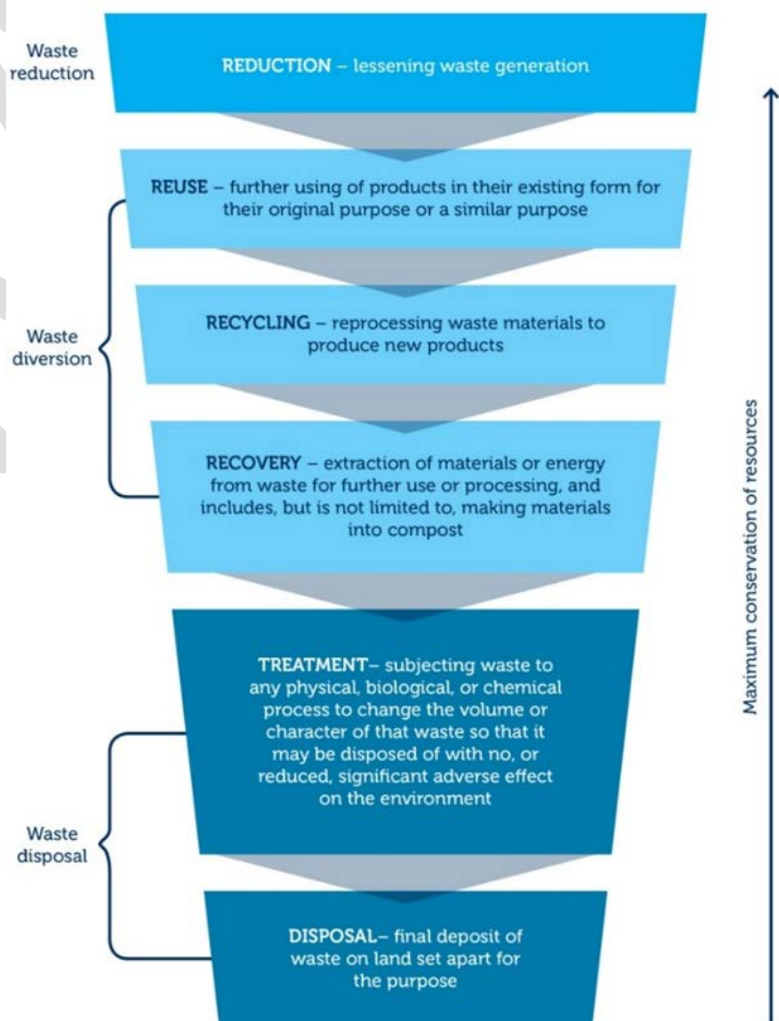 Waste
reduction
REDUCTION – lessening waste generation
REUSE – further using of products in their existing form for
their original purpose or a similar purpose
RECYCLING – reprocessing waste materials to
produce new products
Waste
diversion
RECOVERY – extraction of materials or energy
from waste for further use or processing, and
includes, but is not limited to, making materials
into compost
TREATMENT– subjecting waste to
any physical, biological, or chemical
process to change the volume or
character of that waste so that it
may be disposed of with no, or
reduced, significant adverse effect
on the environment
Waste
disposal
DISPOSAL– final deposit of
waste on land set apart for
the purpose
Maximum conservation of resources